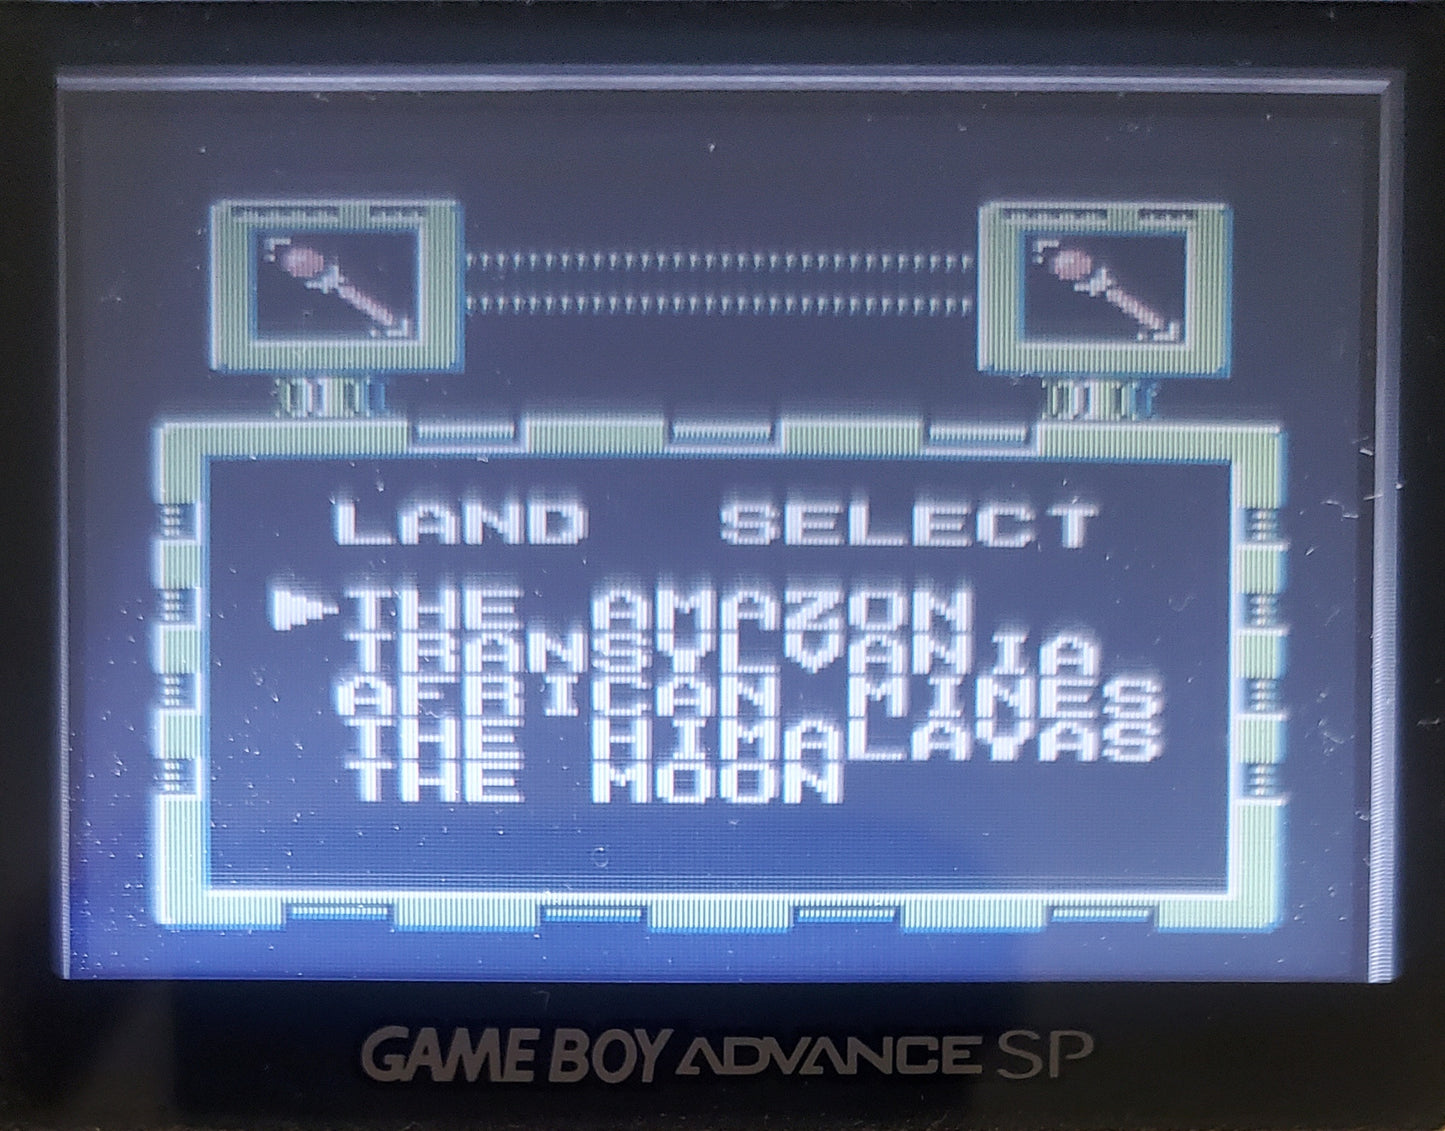 LAND SELECT
THE AMAZON
TRANSYLVANIA
AFRICAN MINES
THE HIMALAYAS
THE MOON
GAME BOY ADVANCE SP